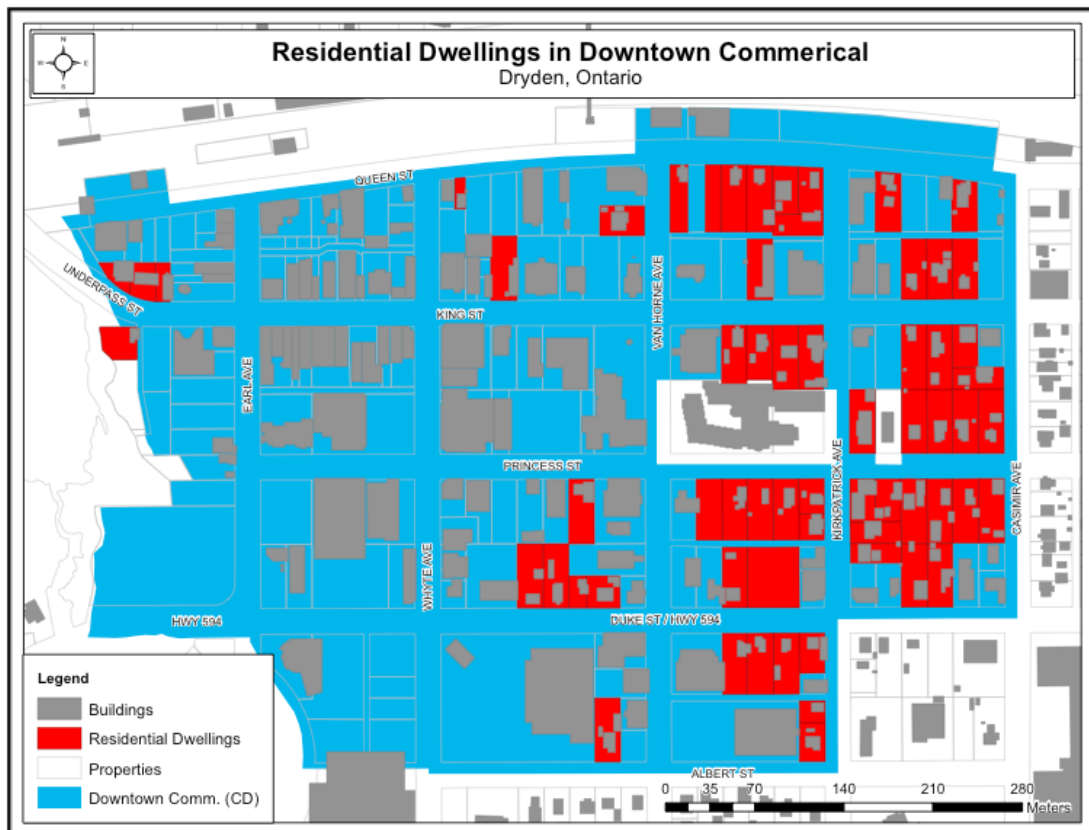 Residential Dwellings in Downtown Commerical
Dryden, Ontario
N
W E
S
QUEEN ST
UNDERPASS ST
KING ST
VAN HORNE AVE
EARL AVE
PRINCESS ST
KIRKPATRICK AVE
CASIMIR AVE
WHYTE AVE
HWY 594
DUKE ST / HWY 594
Legend
Buildings
Residential Dwellings
Properties
Downtown Comm. (CD)
ALBERT ST
0 35 70 140 210 280
Meters